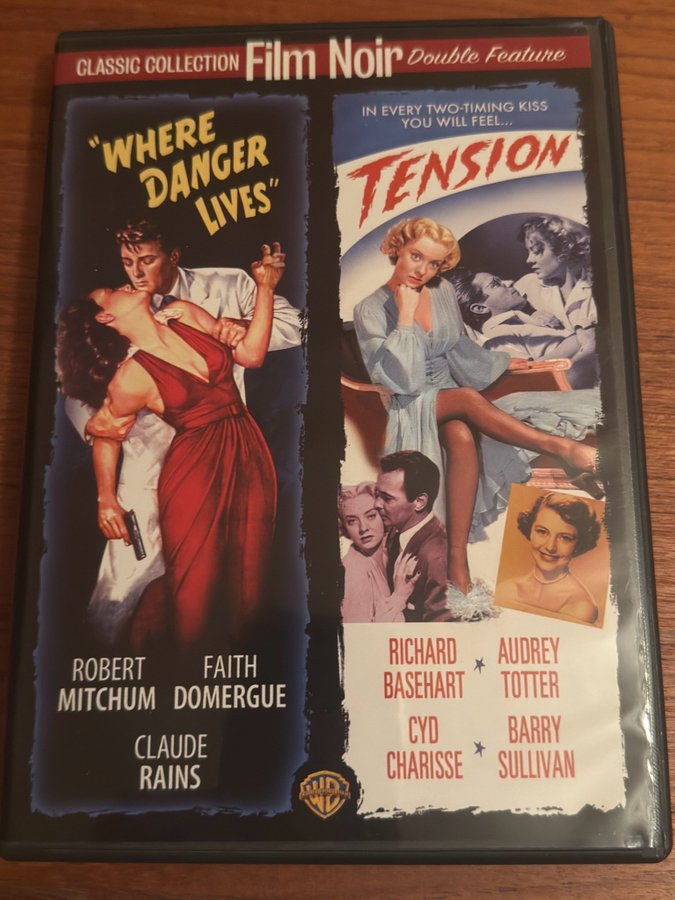 CLASSIC COLLECTION Film Noir Double Feature
"WHERE
DANGER
LIVES"
ROBERT
MITCHUM
FAITH
DOMERGUE
CLAUDE
RAINS
IN EVERY TWO-TIMING KISS
YOU WILL FEEL...
TENSION
RICHARD
BASEHART
AUDREY
TOTTER
CYD
CHARISSE
BARRY
SULLIVAN
WB